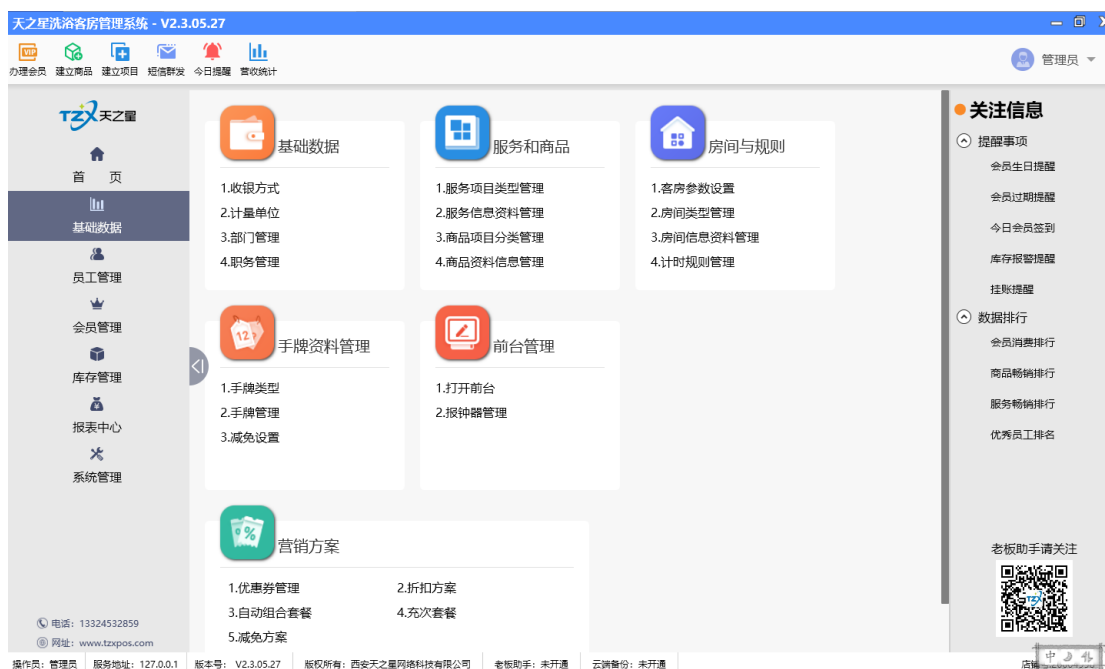 天之星洗浴客房管理系统 - V2.3.05.27
VIP
办理会员 建立商品 建立项目 短信群发 今日提醒 营收统计
管理员
TZX天之星
首 页
基础数据
员工管理
会员管理
库存管理
报表中心
系统管理
电话：13324532859
网址：www.tzxpos.com
基础数据
1.收银方式
2.计量单位
3.部门管理
4.职务管理
服务和商品
1.服务项目类型管理
2.服务信息资料管理
3.商品项目分类管理
4.商品资料信息管理
房间与规则
1.客房参数设置
2.房间类型管理
3.房间信息资料管理
4.计时规则管理
手牌资料管理
1.手牌类型
2.手牌管理
3.减免设置
前台管理
1.打开前台
2.报钟器管理
营销方案
1.优惠券管理 2.折扣方案
3.自动组合套餐 4.充次套餐
5.减免方案
关注信息
提醒事项
会员生日提醒
会员过期提醒
今日会员签到
库存报警提醒
挂账提醒
数据排行
会员消费排行
商品畅销排行
服务畅销排行
优秀员工排名
老板助手请关注
TZX
操作员：管理员 服务地址：127.0.0.1 版本号： V2.3.05.27 版权所有：西安天之星网络科技有限公司 老板助手：未开通 云端备份：未开通 店铺
中